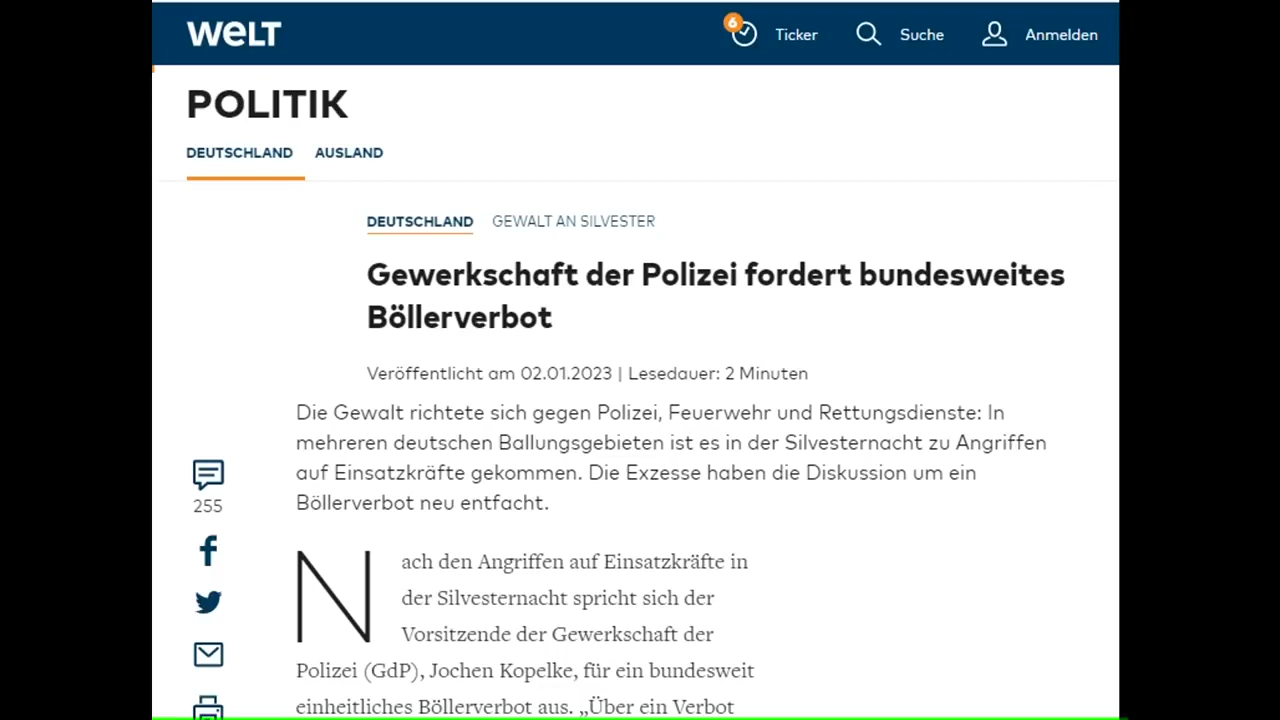 WELT
6
Ticker
Suche
Anmelden
POLITIK
DEUTSCHLAND AUSLAND
DEUTSCHLAND GEWALT AN SILVESTER
Gewerkschaft der Polizei fordert bundesweites
Böllerverbot
Veröffentlicht am 02.01.2023 | Lesedauer: 2 Minuten
Die Gewalt richtete sich gegen Polizei, Feuerwehr und Rettungsdienste: In
mehreren deutschen Ballungsgebieten ist es in der Silvesternacht zu Angriffen
auf Einsatzkräfte gekommen. Die Exzesse haben die Diskussion um ein
Böllerverbot neu entfacht.
255
Nach den Angriffen auf Einsatzkräfte in
der Silvesternacht spricht sich der
Vorsitzende der Gewerkschaft der
Polizei (GdP), Jochen Kopelke, für ein bundesweit
einheitliches Böllerverbot aus. „Über ein Verbot